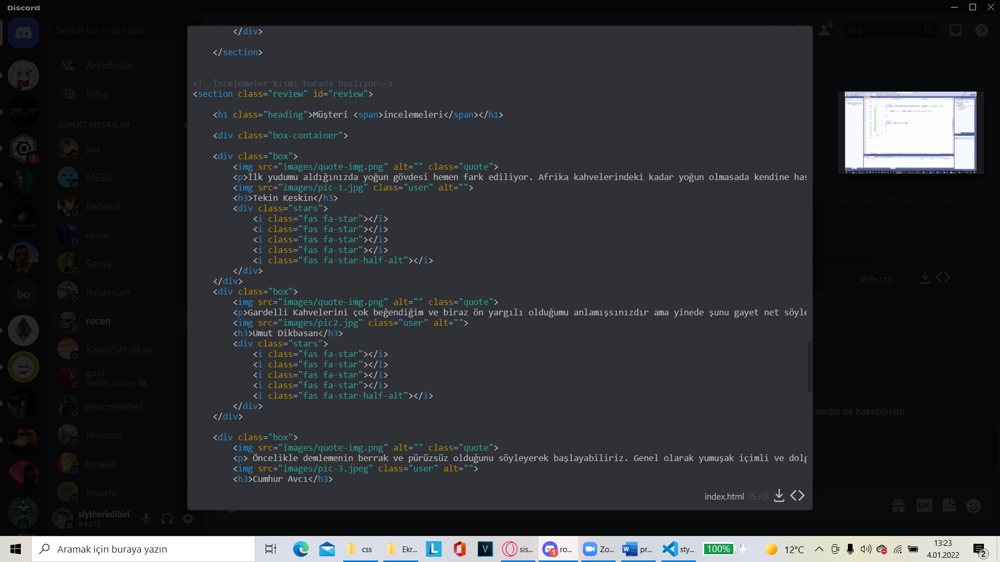 Discord
Sohbet bul ya da başlat
Ara
Arkadaşlar
Nitro
DİREKT MESAJLAR
jou
MEE6
badwolf
reina
Saeva
ferideyum
rocen
Kaan/Shruikan
guni
Spotify dinliyor
gencmehmet
Niemela
lunaaa
hisashi
slytherinlibiri
#4475
SLIT
1
PHANTOM
bo
</div>
</section>
<!--İncelemeler kısmı burada başlıyor-->
<section class="review" id="review">
<h1 class="heading">Müşteri <span>incelemeleri</span></h1>
<div class="box-container">
<div class="box">
<img src="images/quote-img.png" alt="" class="quote">
<p>İlk yudumu aldığınızda yoğun gövdesi hemen fark ediliyor. Afrika kahvelerindeki kadar yoğun olmasada kendine has
<img src="images/pic-1.jpg" class="user" alt="">
<h3>Tekin Keskin</h3>
<div class="stars">
<i class="fas fa-star"></i>
<i class="fas fa-star"></i>
<i class="fas fa-star"></i>
<i class="fas fa-star"></i>
<i class="fas fa-star-half-alt"></i>
</div>
</div>
<div class="box">
<img src="images/quote-img.png" alt="" class="quote">
<p>Gardelli Kahvelerini çok beğendiğim ve biraz ön yargılı olduğumu anlamışsınızdır ama yinede şunu gayet net söyle
<img src="images/pic2.jpg" class="user" alt="">
<h3>Umut Dikbasan</h3>
<div class="stars">
<i class="fas fa-star"></i>
<i class="fas fa-star"></i>
<i class="fas fa-star"></i>
<i class="fas fa-star"></i>
<i class="fas fa-star-half-alt"></i>
</div>
</div>
<div class="box">
<img src="images/quote-img.png" alt="" class="quote">
<p> Öncelikle demlemenin berrak ve pürüzsüz olduğunu söyleyerek başlayabiliriz. Genel olarak yumuşak içimli ve dolg
<img src="images/pic-3.jpeg" class="user" alt="">
<h3>Cumhur Avcı</h3>
index.html 15 KB
google fonttan alıp bur
style.css
kendin de bakabilirsin
GIF
Aramak için buraya yazın
css
Ekr...
L
V
sis...
1
ro...
Zo...
W
pr...
sty...
100%
12°C
13:23
4.01.2022
2